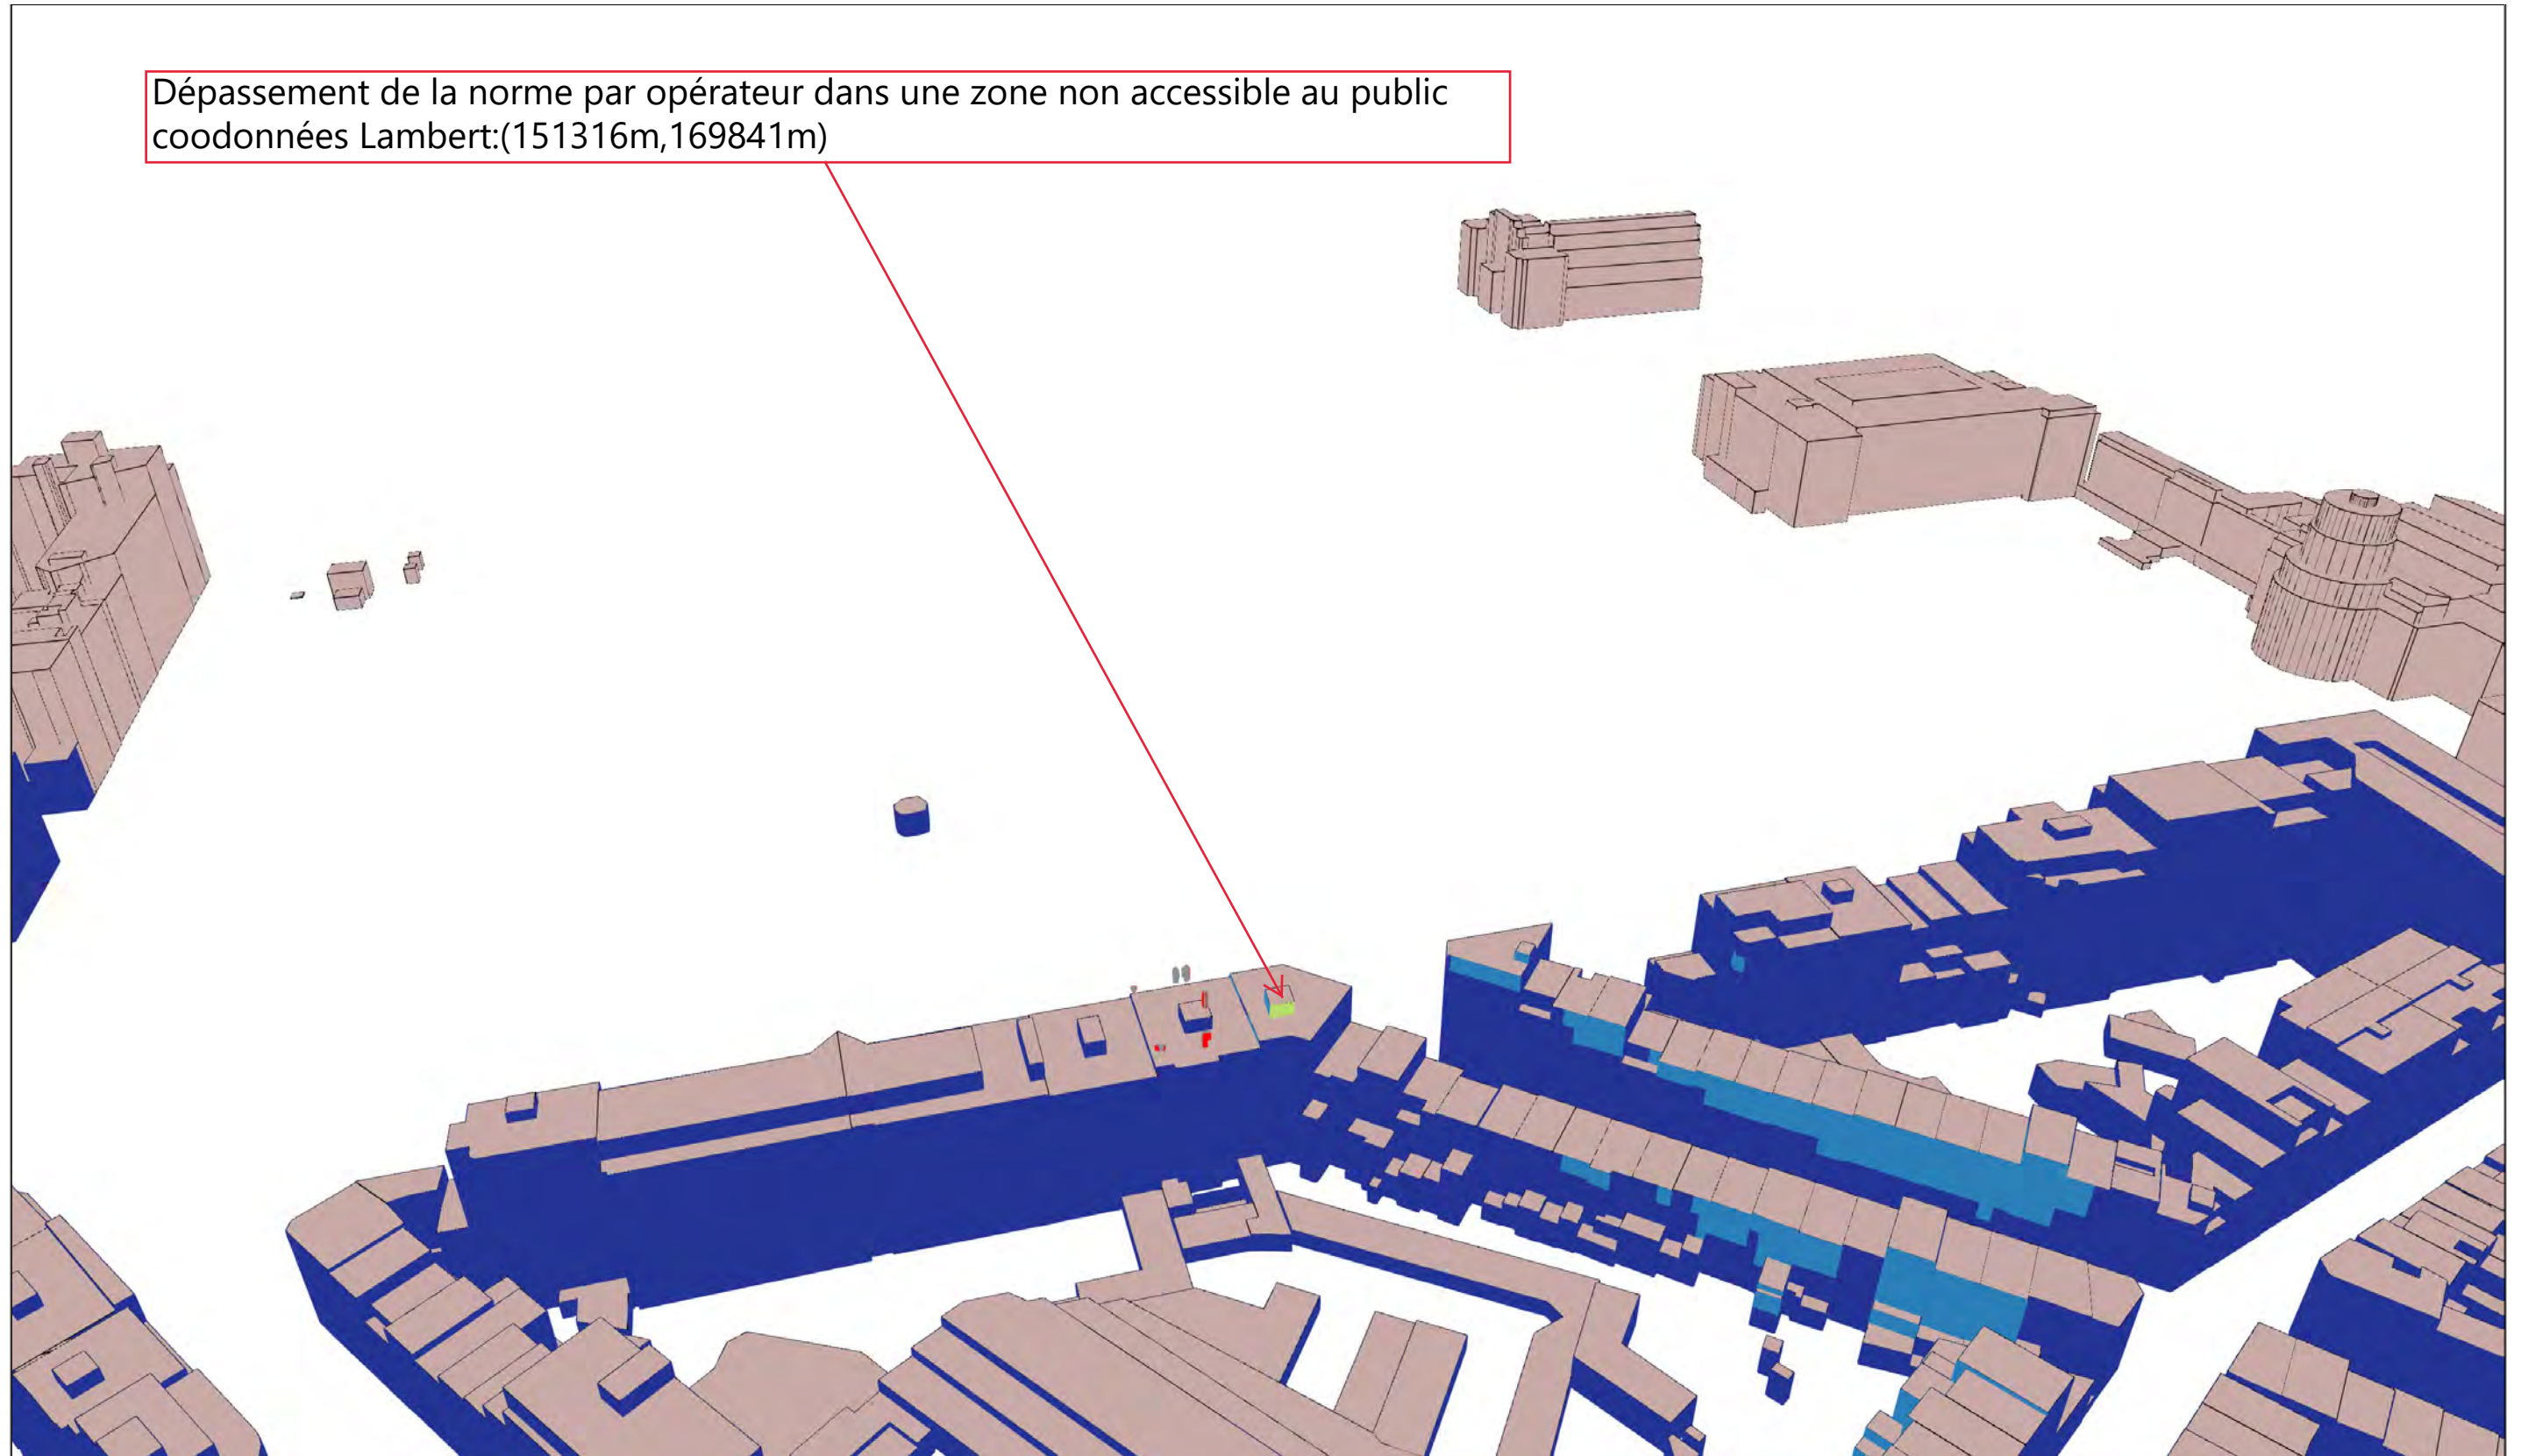 Dépassement de la norme par opérateur dans une zone non accessible au public
coodonnées Lambert:(151316m,169841m)